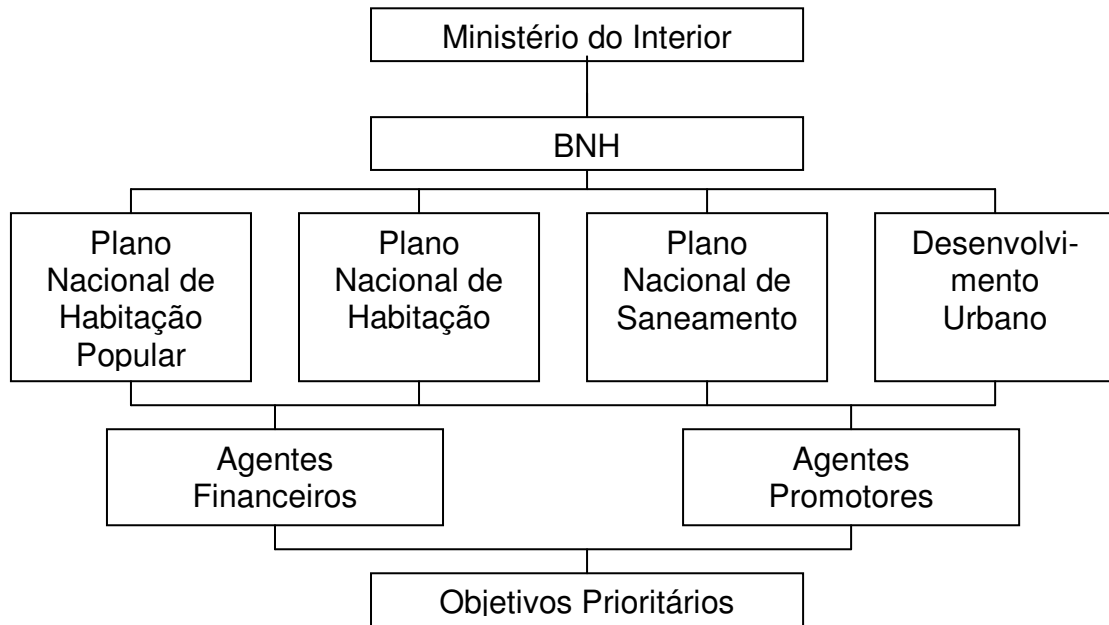 Ministério do Interior
BNH
Plano
Nacional de
Habitação
Popular
Plano
Nacional de
Habitação
Plano
Nacional de
Saneamento
Desenvolvi-
mento
Urbano
Agentes
Financeiros
Agentes
Promotores
Objetivos Prioritários